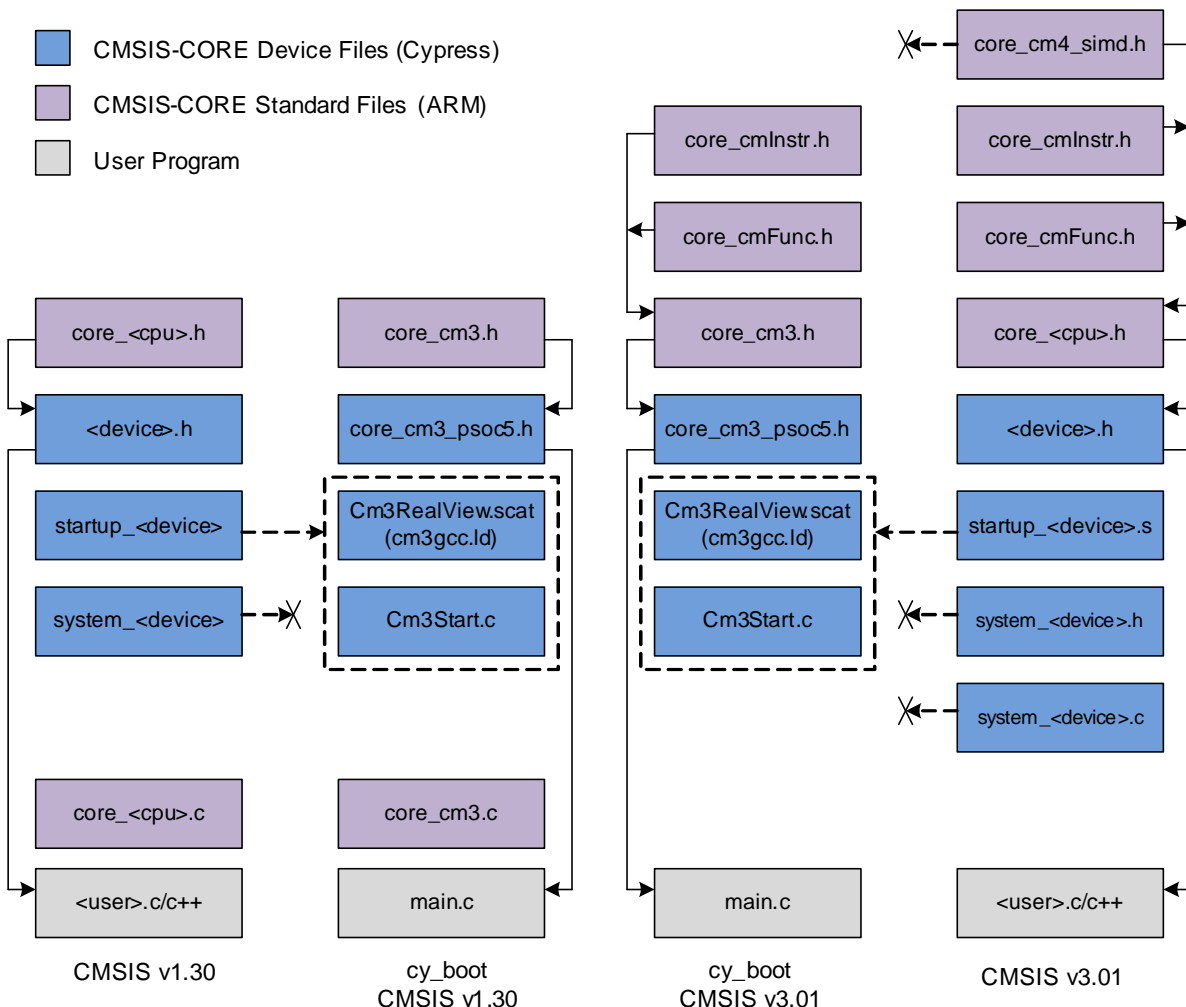 CMSIS-CORE Device Files (Cypress)
CMSIS-CORE Standard Files (ARM)
User Program
core_<cpu>.h
<device>.h
startup_<device>
system_<device>
core_<cpu>.c
<user>.c/c++
CMSIS v1.30
core_cm3.h
core_cm3_psoc5.h
Cm3RealView.scat
(cm3gcc.ld)
Cm3Start.c
core_cm3.c
main.c
cy_boot
CMSIS v1.30
core_cmInstr.h
core_cmFunc.h
core_cm3.h
core_cm3_psoc5.h
Cm3RealView.scat
(cm3gcc.ld)
Cm3Start.c
main.c
cy_boot
CMSIS v3.01
core_cm4_simd.h
core_cmInstr.h
core_cmFunc.h
core_<cpu>.h
<device>.h
startup_<device>.s
system_<device>.h
system_<device>.c
<user>.c/c++
CMSIS v3.01